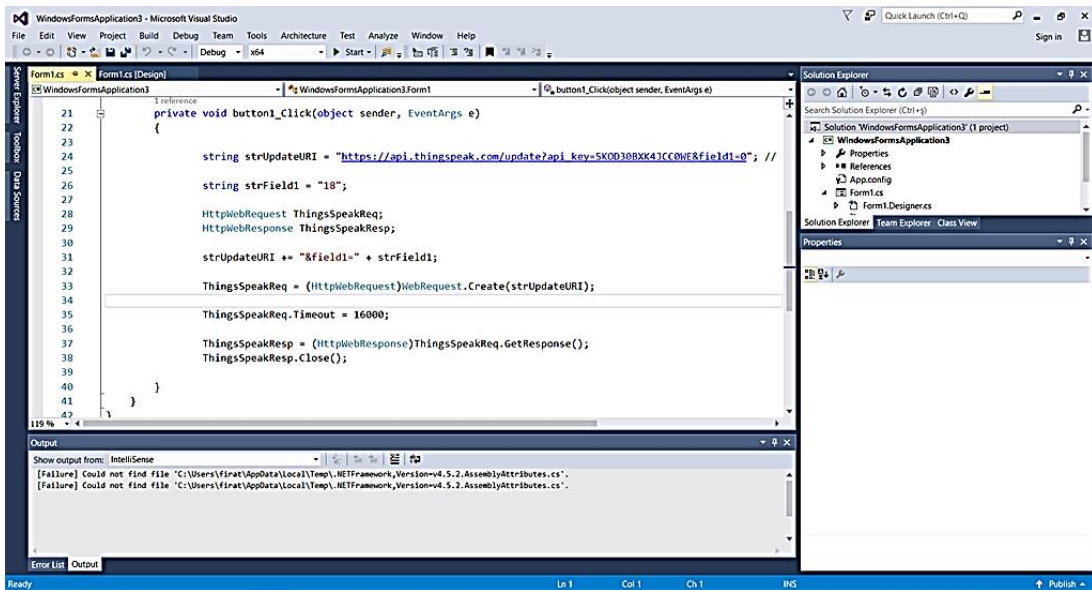 WindowsFormsApplication3 - Microsoft Visual Studio
Quick Launch (Ctrl+Q)
File Edit View Project Build Debug Team Tools Architecture Test Analyze Window Help
Sign in
Debug x64 Start
Server Explorer Toolbox Data Sources
Form1.cs Form1.cs [Design]
WindowsFormsApplication3 WindowsFormsApplication3.Form1 button1_Click(object sender, EventArgs e)
1 reference
21 private void button1_Click(object sender, EventArgs e)
22 {
23
24 string strUpdateURI = "https://api.thingspeak.com/update?api_key=5KOD30BXK4JCC0WE&field1=0"; //
25
26 string strField1 = "18";
27
28 HttpWebRequest ThingsSpeakReq;
29 HttpWebResponse ThingsSpeakResp;
30
31 strUpdateURI += "&field1=" + strField1;
32
33 ThingsSpeakReq = (HttpWebRequest)WebRequest.Create(strUpdateURI);
34
35 ThingsSpeakReq.Timeout = 16000;
36
37 ThingsSpeakResp = (HttpWebResponse)ThingsSpeakReq.GetResponse();
38 ThingsSpeakResp.Close();
39
40 }
41 }
42 }
119 %
Solution Explorer
Search Solution Explorer (Ctrl+ş)
Solution 'WindowsFormsApplication3' (1 project)
WindowsFormsApplication3
Properties
References
App.config
Form1.cs
Form1.Designer.cs
Solution Explorer Team Explorer Class View
Properties
Output
Show output from: IntelliSense
[Failure] Could not find file 'C:\Users\firat\AppData\Local\Temp\.NETFramework,Version=v4.5.2.AssemblyAttributes.cs'.
[Failure] Could not find file 'C:\Users\firat\AppData\Local\Temp\.NETFramework,Version=v4.5.2.AssemblyAttributes.cs'.
Error List Output
Ready Ln 1 Col 1 Ch 1 INS Publish